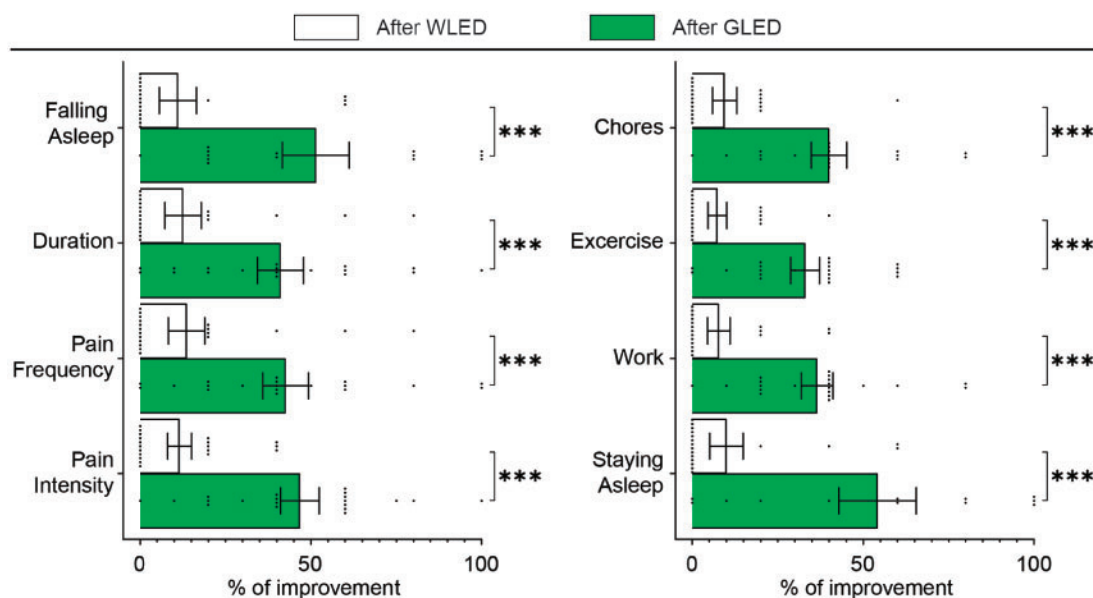 After WLED
After GLED
Falling
Asleep
***
Duration
***
Pain
Frequency
***
Pain
Intensity
***
0
50
100
% of improvement
Chores
***
Excercise
***
Work
***
Staying
Asleep
***
0
50
100
% of improvement